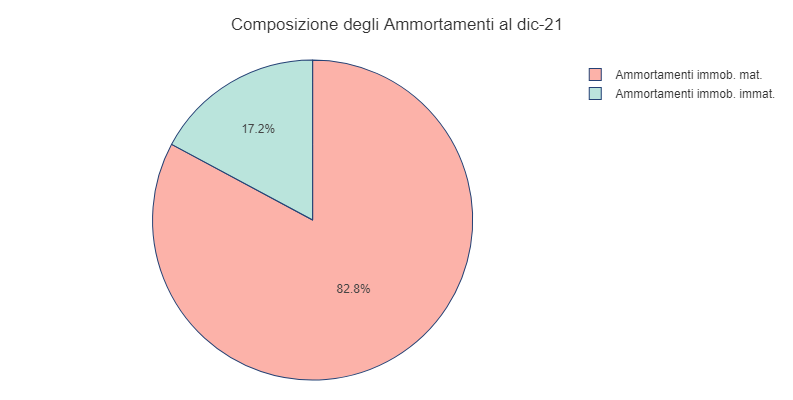 Composizione degli Ammortamenti al dic-21
Ammortamenti immob. mat.
Ammortamenti immob. immat.
17.2%
82.8%